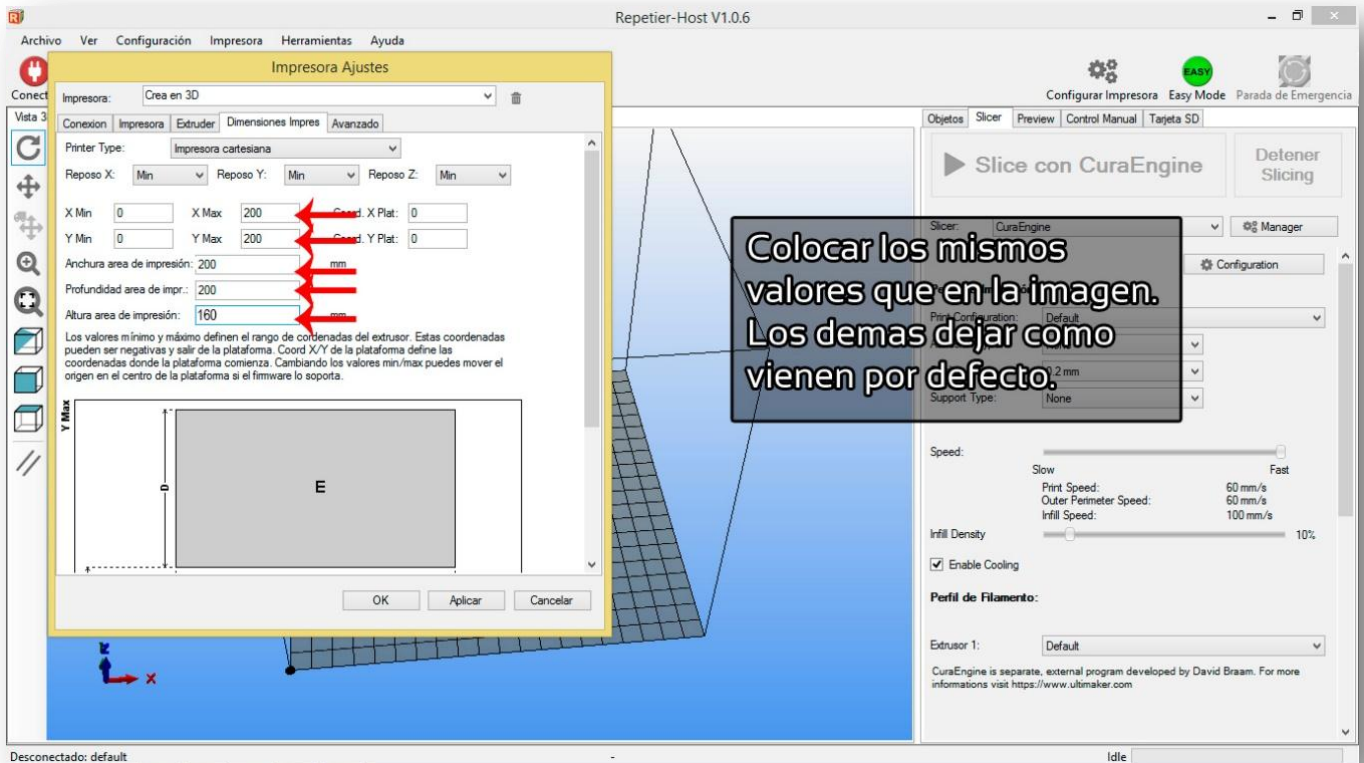 Repetier-Host V1.0.6
Archivo Ver Configuración Impresora Herramientas Ayuda
Conect
Configurar Impresora Easy Mode Parada de Emergencia
EASY
Impresora Ajustes
Impresora: Crea en 3D
Vista 3
Conexion Impresora Extruder Dimensiones Impres Avanzado
Printer Type: Impresora cartesiana
Reposo X: Min Reposo Y: Min Reposo Z: Min
X Min 0 X Max 200 Coord. X Plat: 0
Y Min 0 Y Max 200 Coord. Y Plat: 0
Anchura area de impresión: 200 mm
Profundidad area de impr.: 200
Altura area de impresión: 160 mm
Los valores mínimo y máximo definen el rango de cordenadas del extrusor. Estas coordenadas
pueden ser negativas y salir de la plataforma. Coord X/Y de la plataforma define las
coordenadas donde la plataforma comienza. Cambiando los valores min/max puedes mover el
origen en el centro de la plataforma si el firmware lo soporta.
Y Max
D
E
OK Aplicar Cancelar
X
Colocar los mismos
valores que en la imagen.
Los demas dejar como
vienen por defecto.
Objetos Slicer Preview Control Manual Tarjeta SD
Slice con CuraEngine
Detener
Slicing
Slicer: CuraEngine Manager
Configuration
Print Configuration: Default
0.2 mm
Support Type: None
Speed:
Slow Fast
Print Speed: 60 mm/s
Outer Perimeter Speed: 60 mm/s
Infill Speed: 100 mm/s
Infill Density 10%
Enable Cooling
Perfil de Filamento:
Extrusor 1: Default
CuraEngine is separate, external program developed by David Braam. For more
informations visit https://www.ultimaker.com
Desconectado: default - Idle